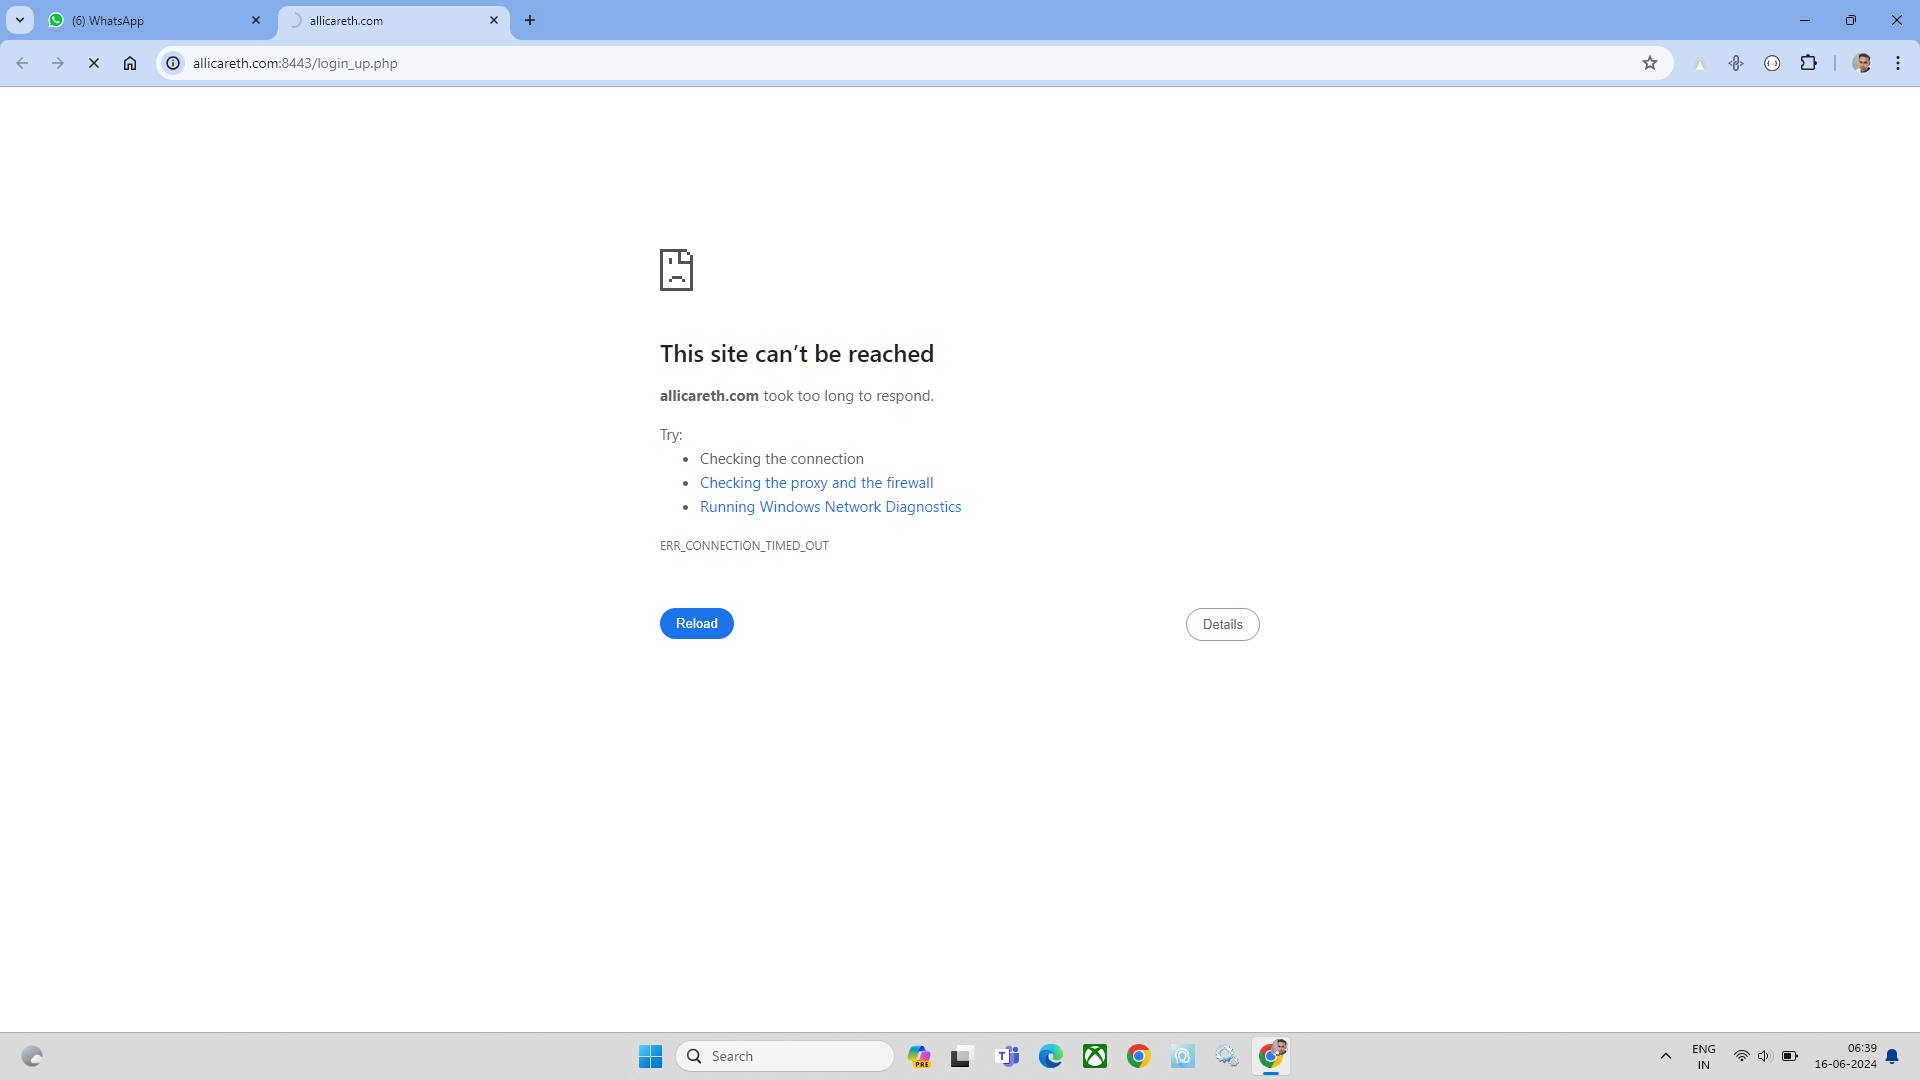 (6) WhatsApp
allicareth.com
allicareth.com:8443/login_up.php
This site can’t be reached
allicareth.com took too long to respond.
Try:
Checking the connection
Checking the proxy and the firewall
Running Windows Network Diagnostics
ERR_CONNECTION_TIMED_OUT
Reload
Details
Search
PRE
ENG
IN
06:39
16-06-2024